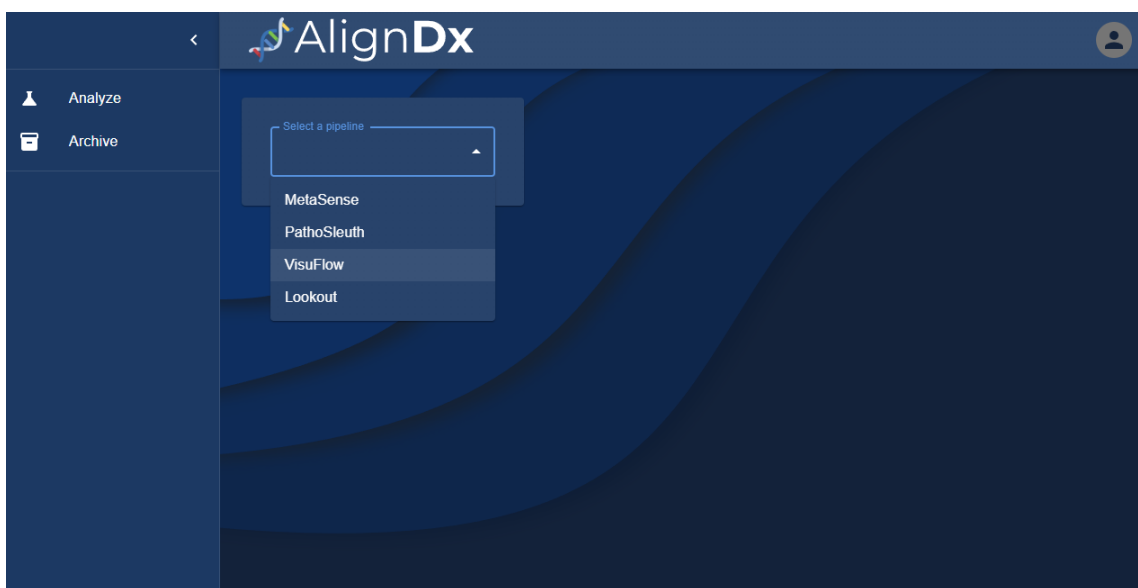 AlignDx
Analyze
Archive
Select a pipeline
MetaSense
PathoSleuth
VisuFlow
Lookout